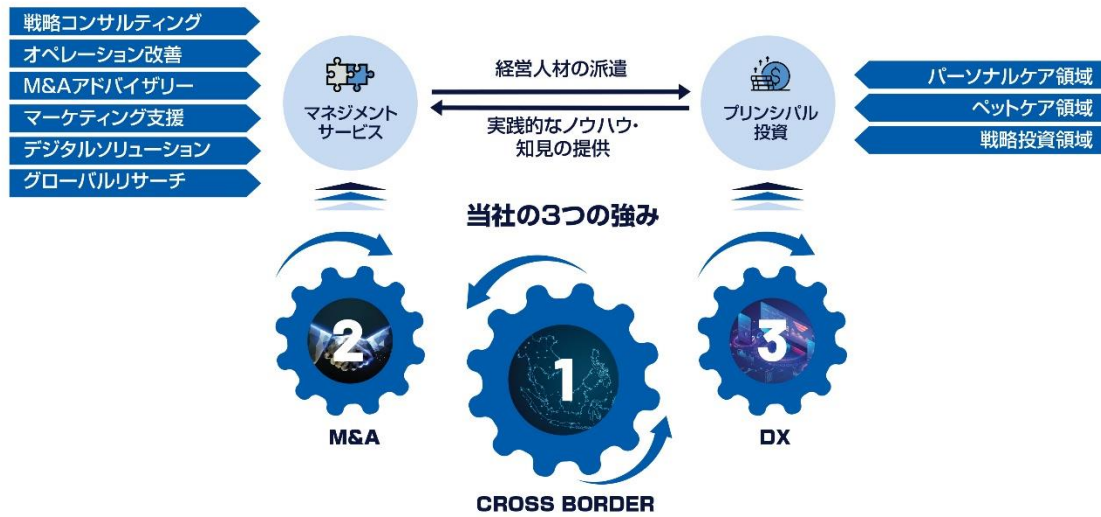 戦略コンサルティング
オペレーション改善
M&Aアドバイザリー
マーケティング支援
デジタルソリューション
グローバルリサーチ
マネジメント
サービス
経営人材の派遣
実践的なノウハウ・
知見の提供
プリンシパル
投資
パーソナルケア領域
ペットケア領域
戦略投資領域
当社の3つの強み
2
M&A
1
CROSS BORDER
3
DX